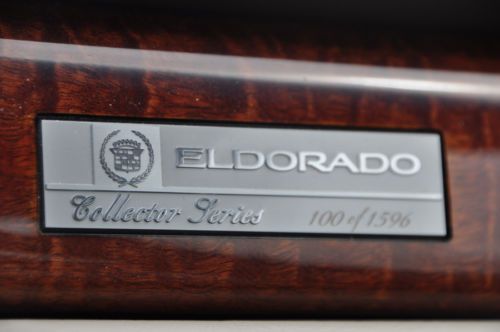 ELDORADO
Collector Series 100 of 1596